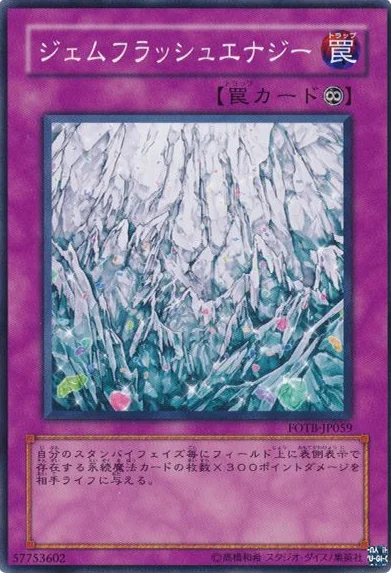 ジェムフラッシュエナジー
トラップ
罠
トラップ
【罠カード∞】
FOTB-JP059
自分のスタンバイフェイズ毎にフィールド上に表側表示で
存在する永続魔法カードの枚数×300ポイントダメージを
相手ライフに与える。
57753602
©高橋和希 スタジオ・ダイス/集英社